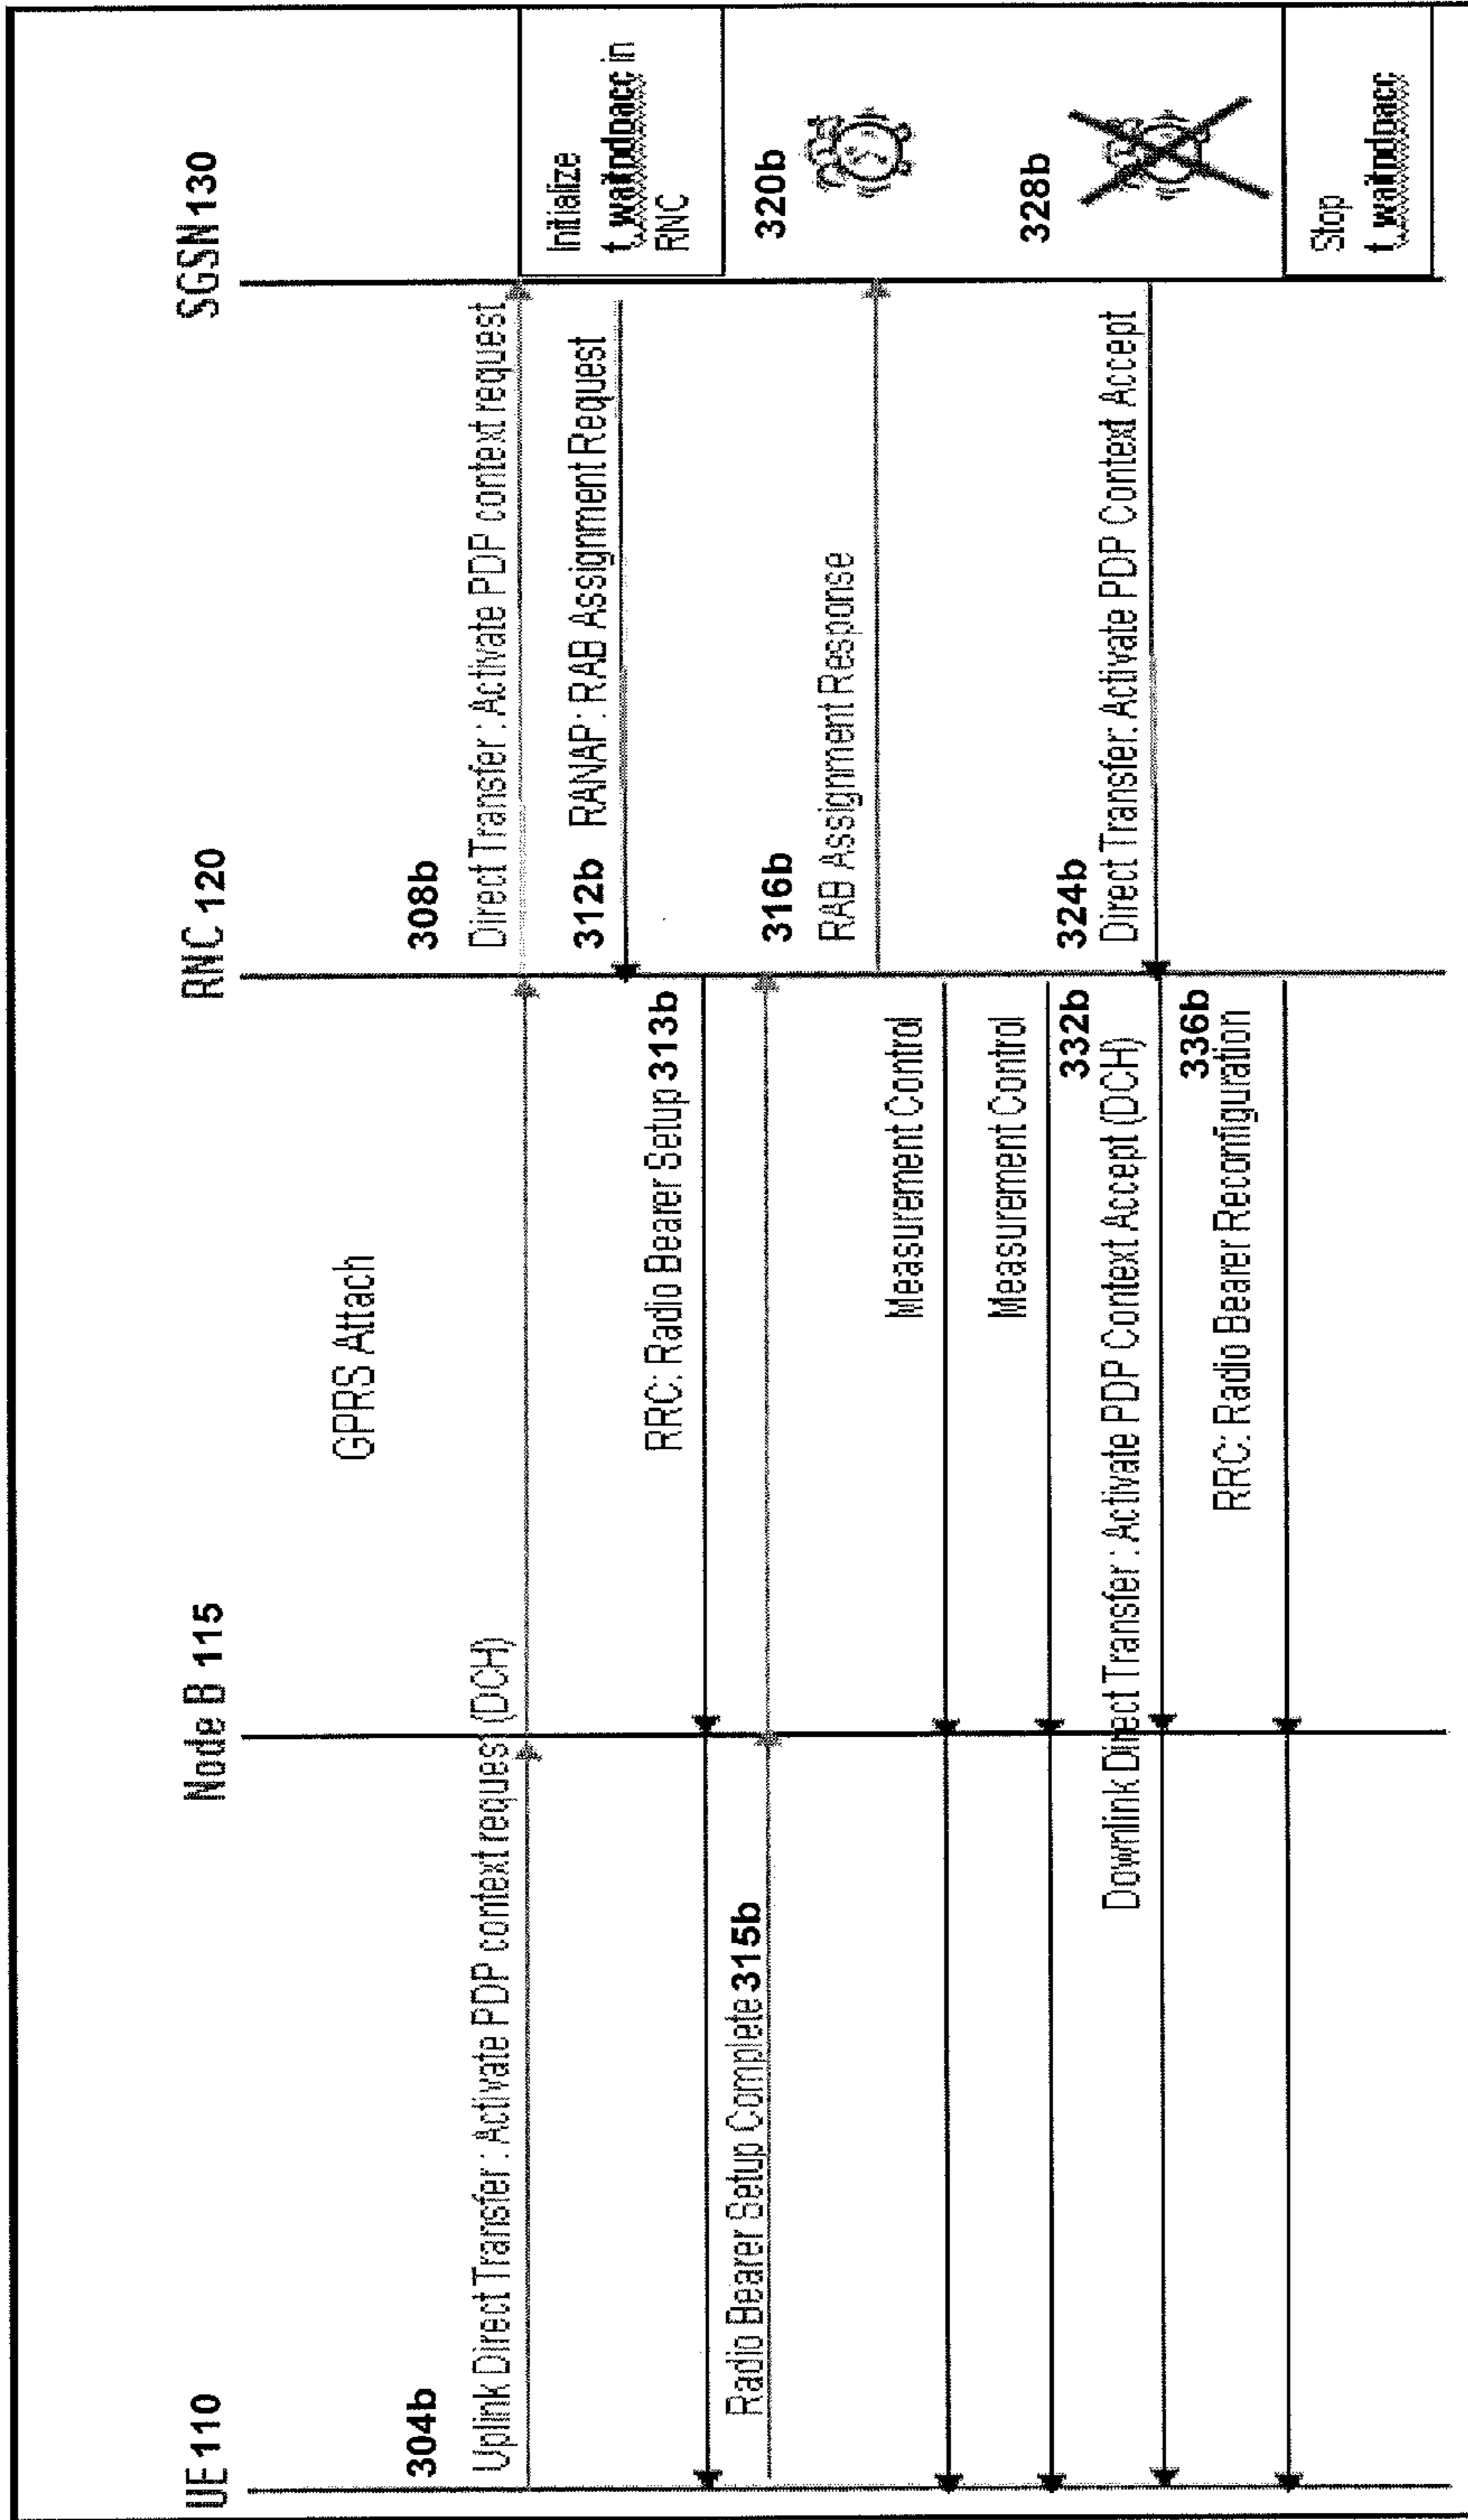 UE 110
Node B 115
RNC 120
SGSN 130
GPRS Attach
304b
308b
Uplink Direct Transfer : Activate PDP context request (DCH)
Direct Transfer : Activate PDP context request
Initialize
t_waitpdpacc in
RNC
312b RANAP: RAB Assignment Request
RRC: Radio Bearer Setup 313b
Radio Bearer Setup Complete 315b
316b
320b
RAB Assignment Response
Measurement Control
Measurement Control
324b
328b
332b
Direct Transfer: Activate PDP Context Accept
Downlink Direct Transfer : Activate PDP Context Accept (DCH)
336b
RRC: Radio Bearer Reconfiguration
Stop
t_waitpdpacc